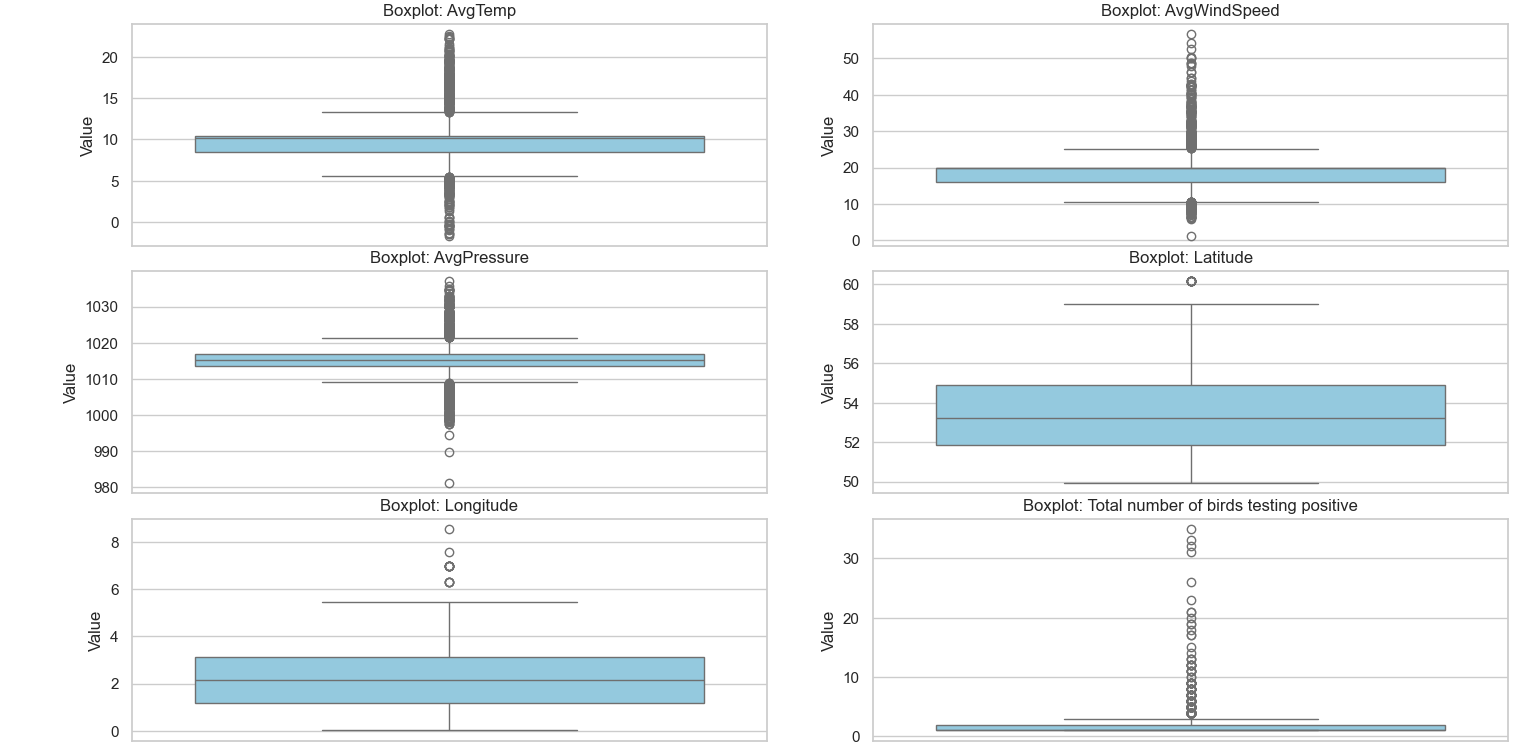 Boxplot: AvgTemp
Value
20
15
10
5
0
Boxplot: AvgWindSpeed
Value
50
40
30
20
10
0
Boxplot: AvgPressure
Value
1030
1020
1010
1000
990
980
Boxplot: Latitude
Value
60
58
56
54
52
50
Boxplot: Longitude
Value
8
6
4
2
0
Boxplot: Total number of birds testing positive
Value
30
20
10
0